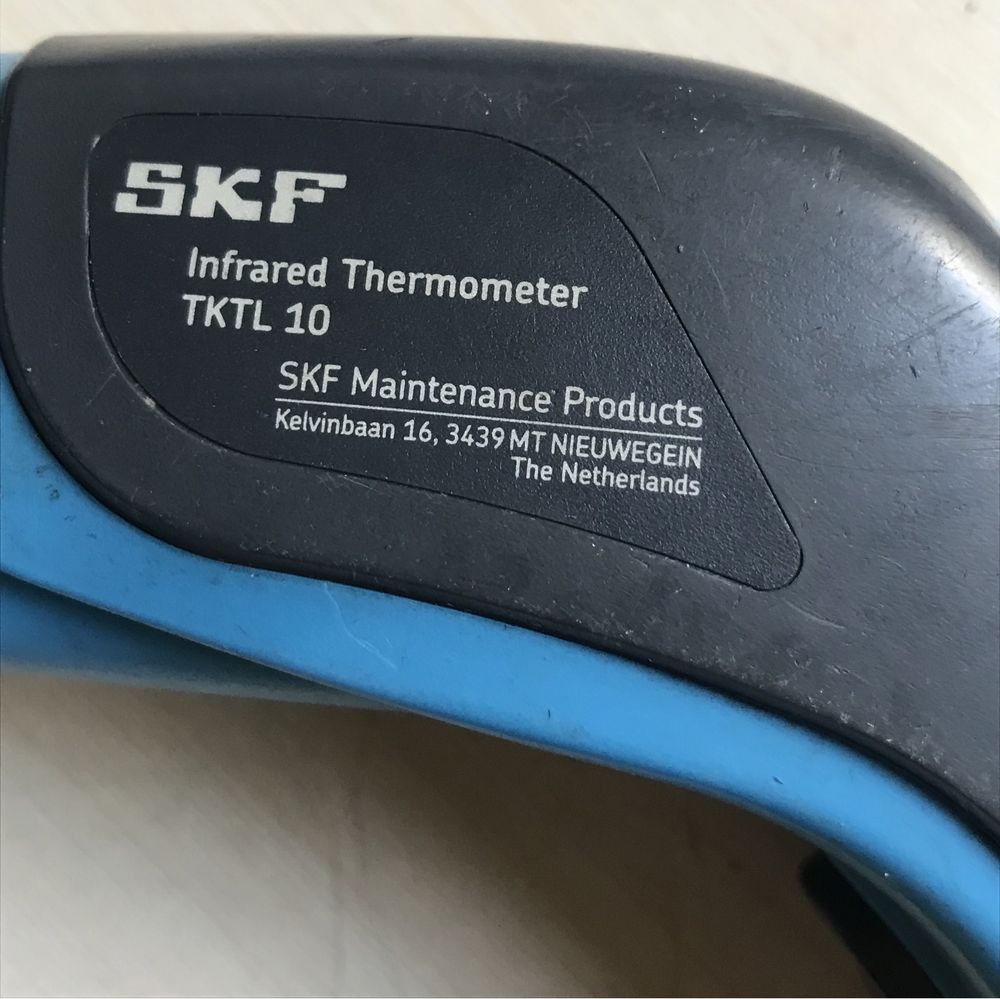 SKF
Infrared Thermometer
TKTL 10
SKF Maintenance Products
Kelvinbaan 16, 3439 MT NIEUWEGEIN
The Netherlands